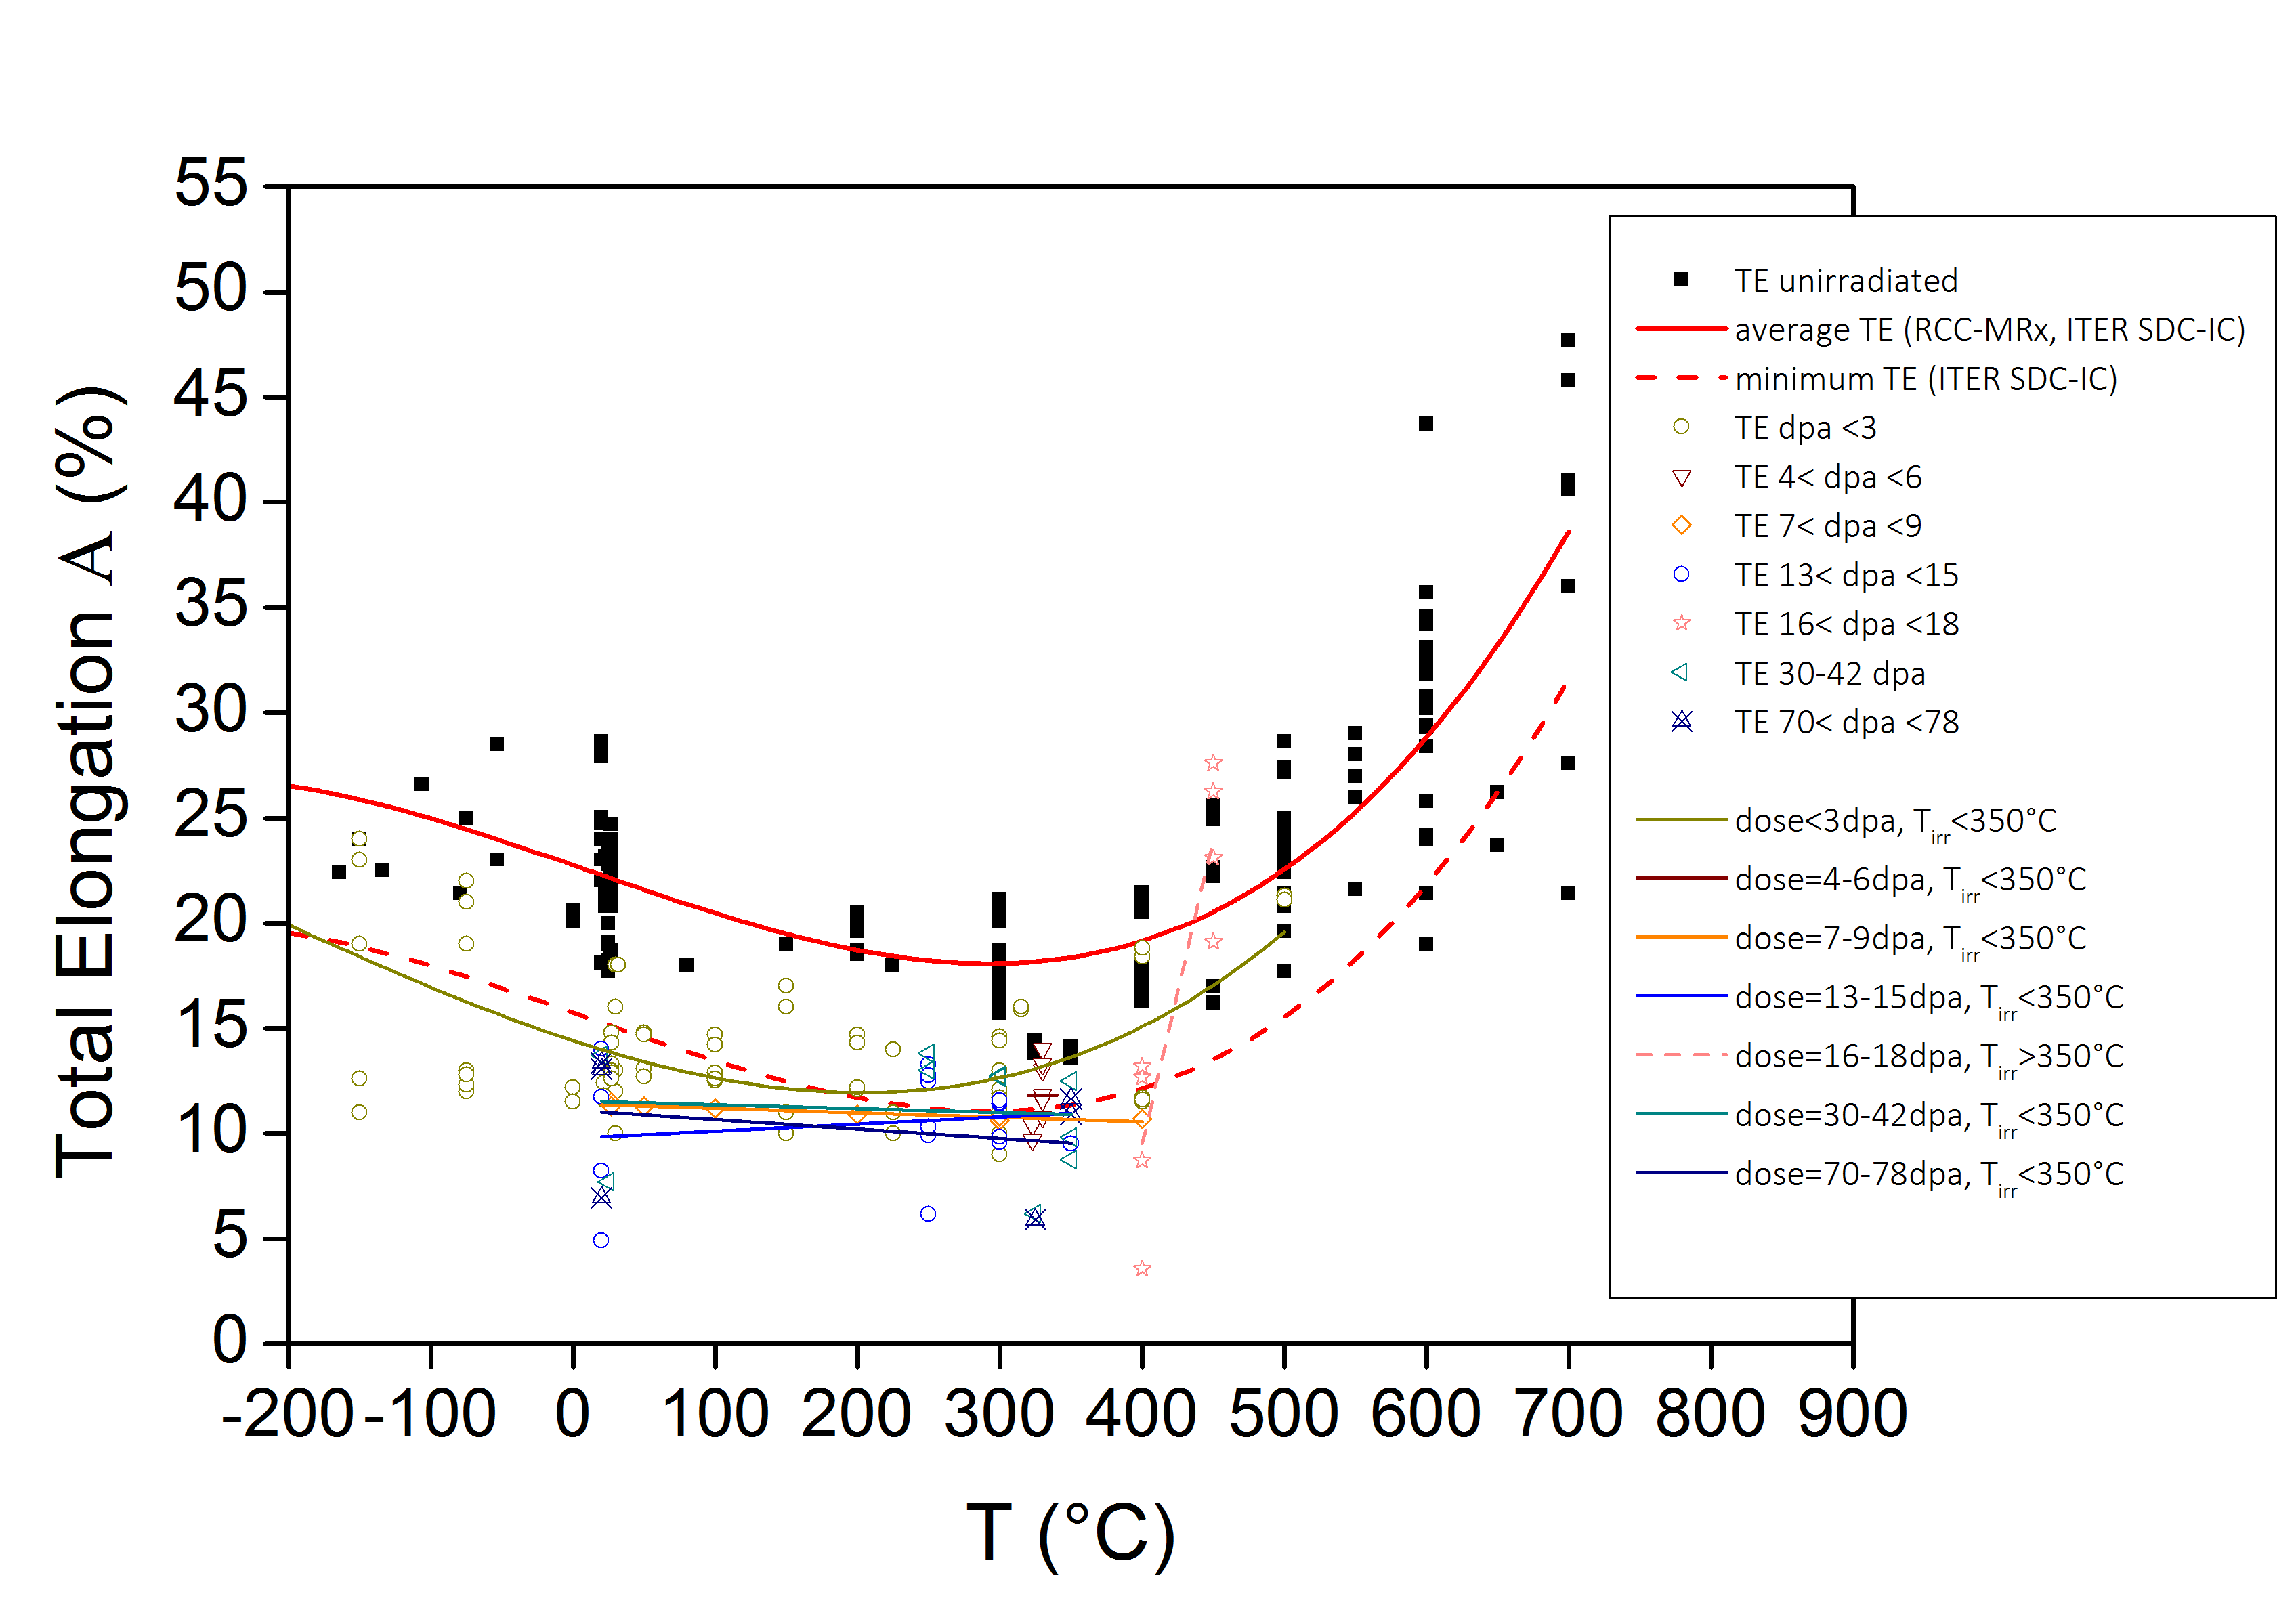 Total Elongation A (%)
55
50
45
40
35
30
25
20
15
10
5
0
-200 -100 0 100 200 300 400 500 600 700 800 900
T (°C)
TE unirradiated
average TE (RCC-MRx, ITER SDC-IC)
minimum TE (ITER SDC-IC)
TE dpa <3
TE 4< dpa <6
TE 7< dpa <9
TE 13< dpa <15
TE 16< dpa <18
TE 30-42 dpa
TE 70< dpa <78
dose<3dpa, Tirr<350°C
dose=4-6dpa, Tirr<350°C
dose=7-9dpa, Tirr<350°C
dose=13-15dpa, Tirr<350°C
dose=16-18dpa, Tirr>350°C
dose=30-42dpa, Tirr<350°C
dose=70-78dpa, Tirr<350°C